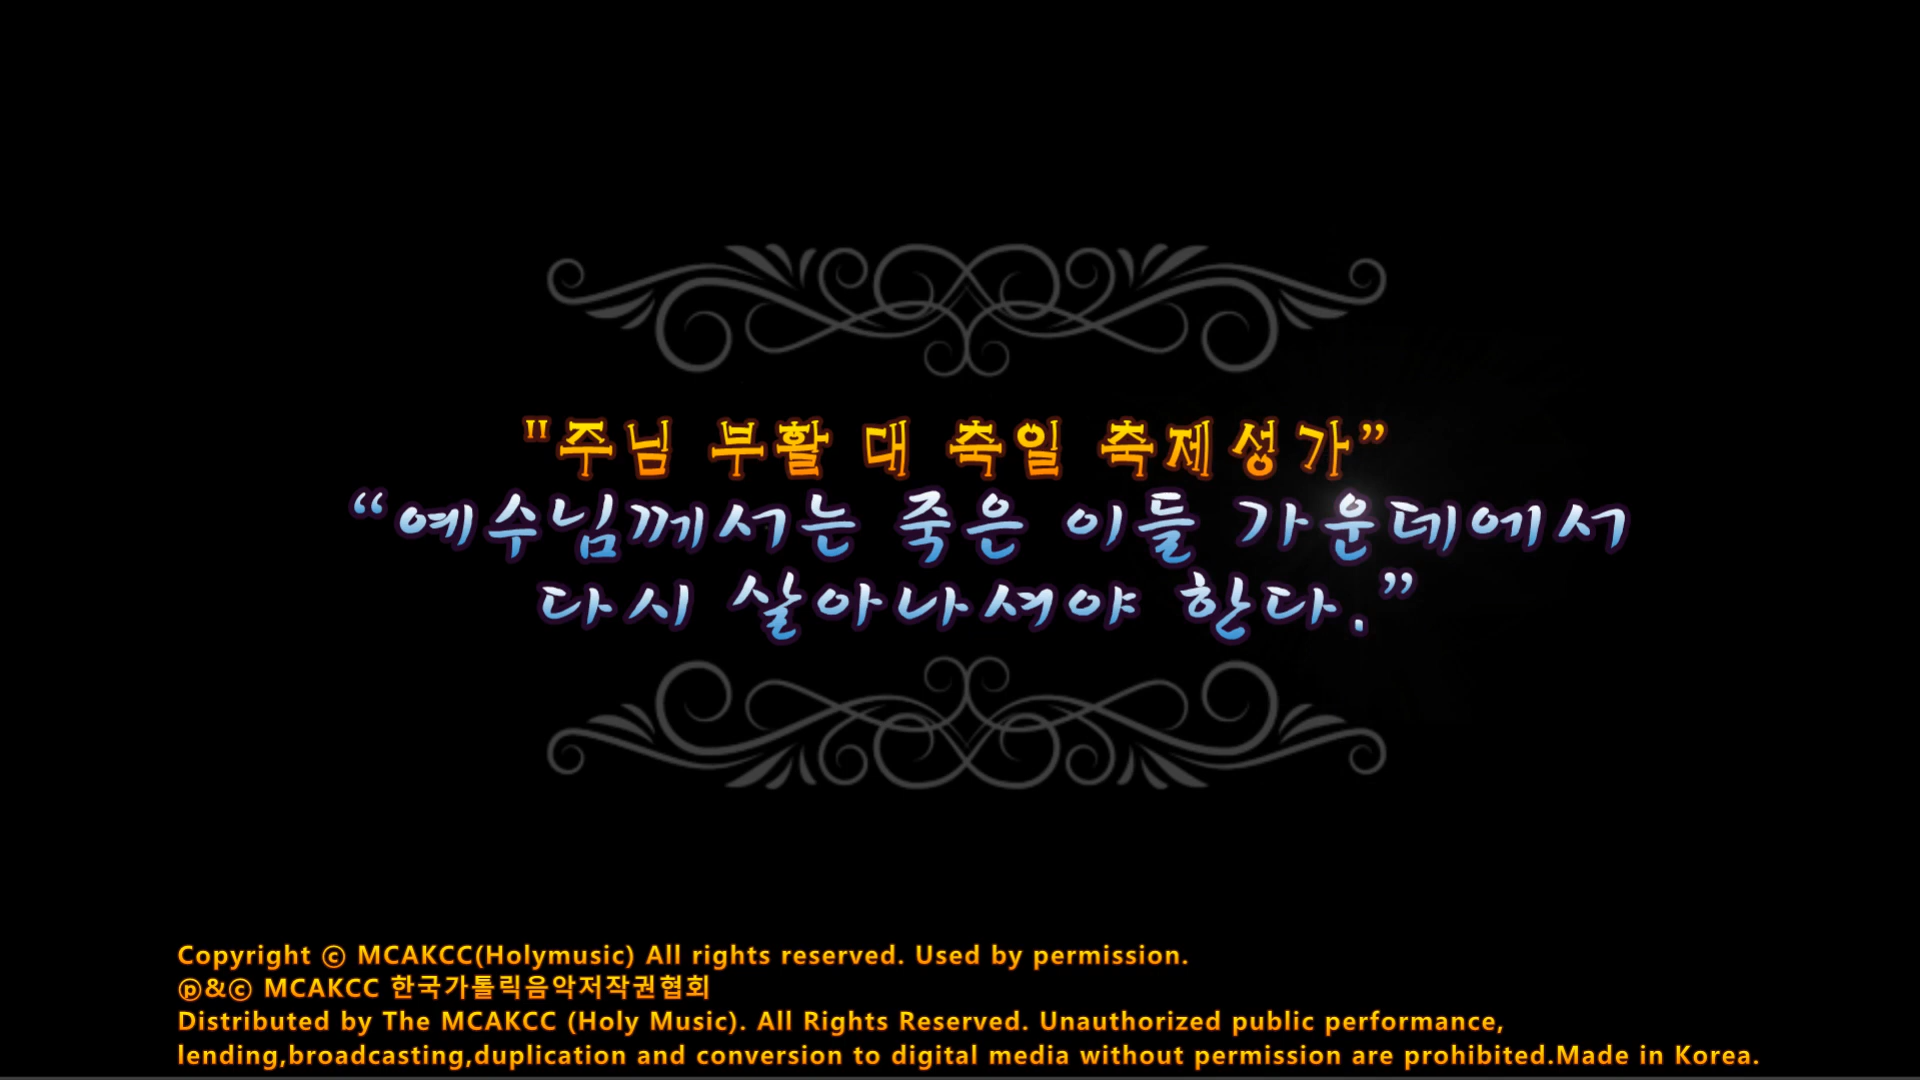 "주님 부활 대 축일 축제성가”
“예수님께서는 죽은 이들 가운데에서
다시 살아나셔야 한다.”
Copyright ⓒ MCAKCC(Holymusic) All rights reserved. Used by permission.
ⓟ&ⓒ MCAKCC 한국가톨릭음악저작권협회
Distributed by The MCAKCC (Holy Music). All Rights Reserved. Unauthorized public performance,
lending,broadcasting,duplication and conversion to digital media without permission are prohibited.Made in Korea.